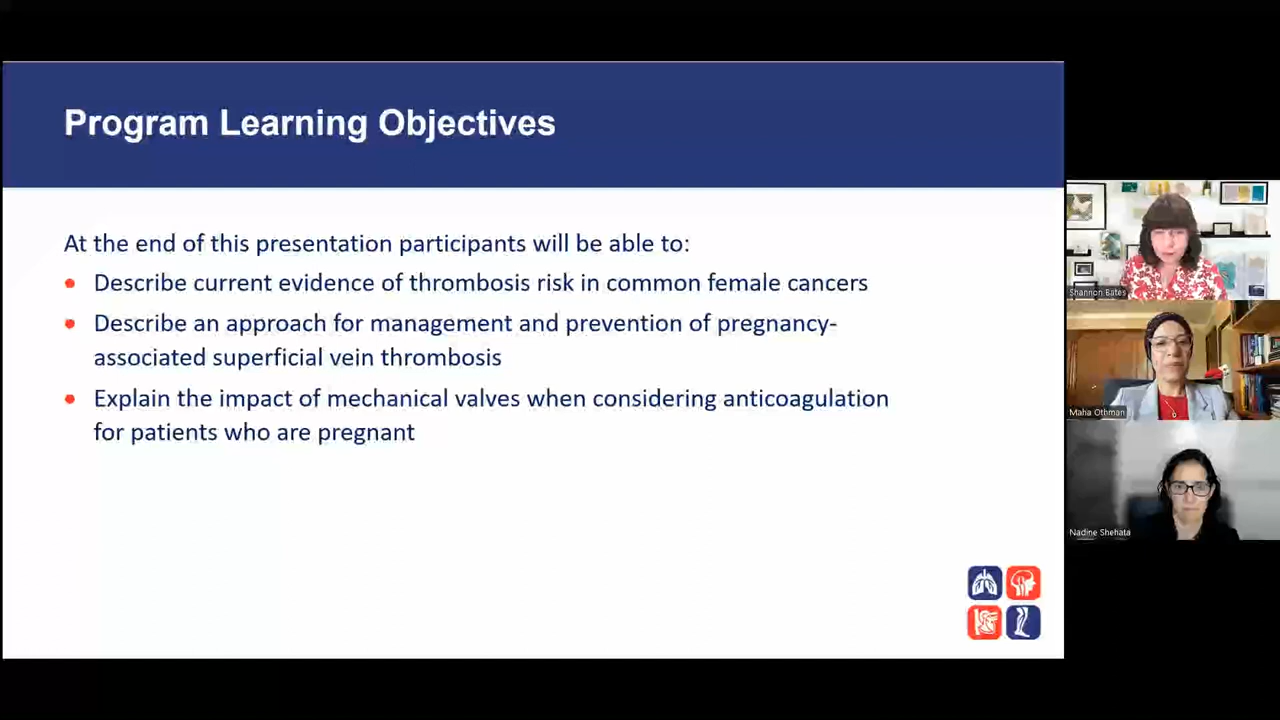 Program Learning Objectives
At the end of this presentation participants will be able to:
Describe current evidence of thrombosis risk in common female cancers
Describe an approach for management and prevention of pregnancy-
associated superficial vein thrombosis
Explain the impact of mechanical valves when considering anticoagulation
for patients who are pregnant
Shannon Bates
Maha Othman
Nadine Shehata